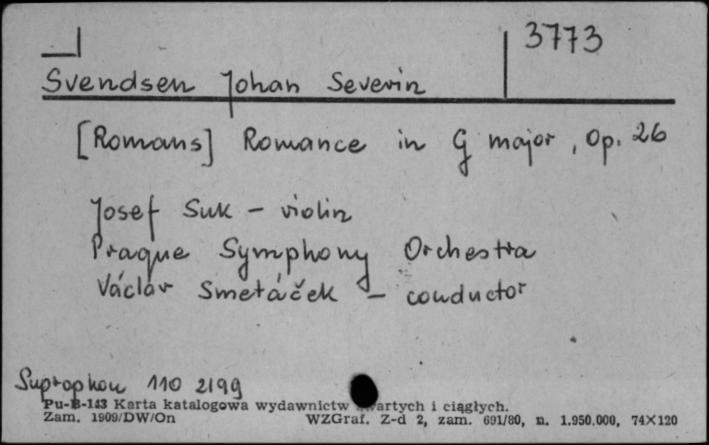 3773
Svendsen Johan Severin
[Romans] Romance in G major, Op. 26
Josef Suk - violin
Prague Symphony Orchestra
Václav Smetáček - conductor
Supraphon 110 2199
Pu-B-143 Karta katalogowa wydawnictw zwartych i ciągłych.
Zam. 1909/DW/On WZGraf. Z-d 2, zam. 691/80, n. 1.950.000, 74X120